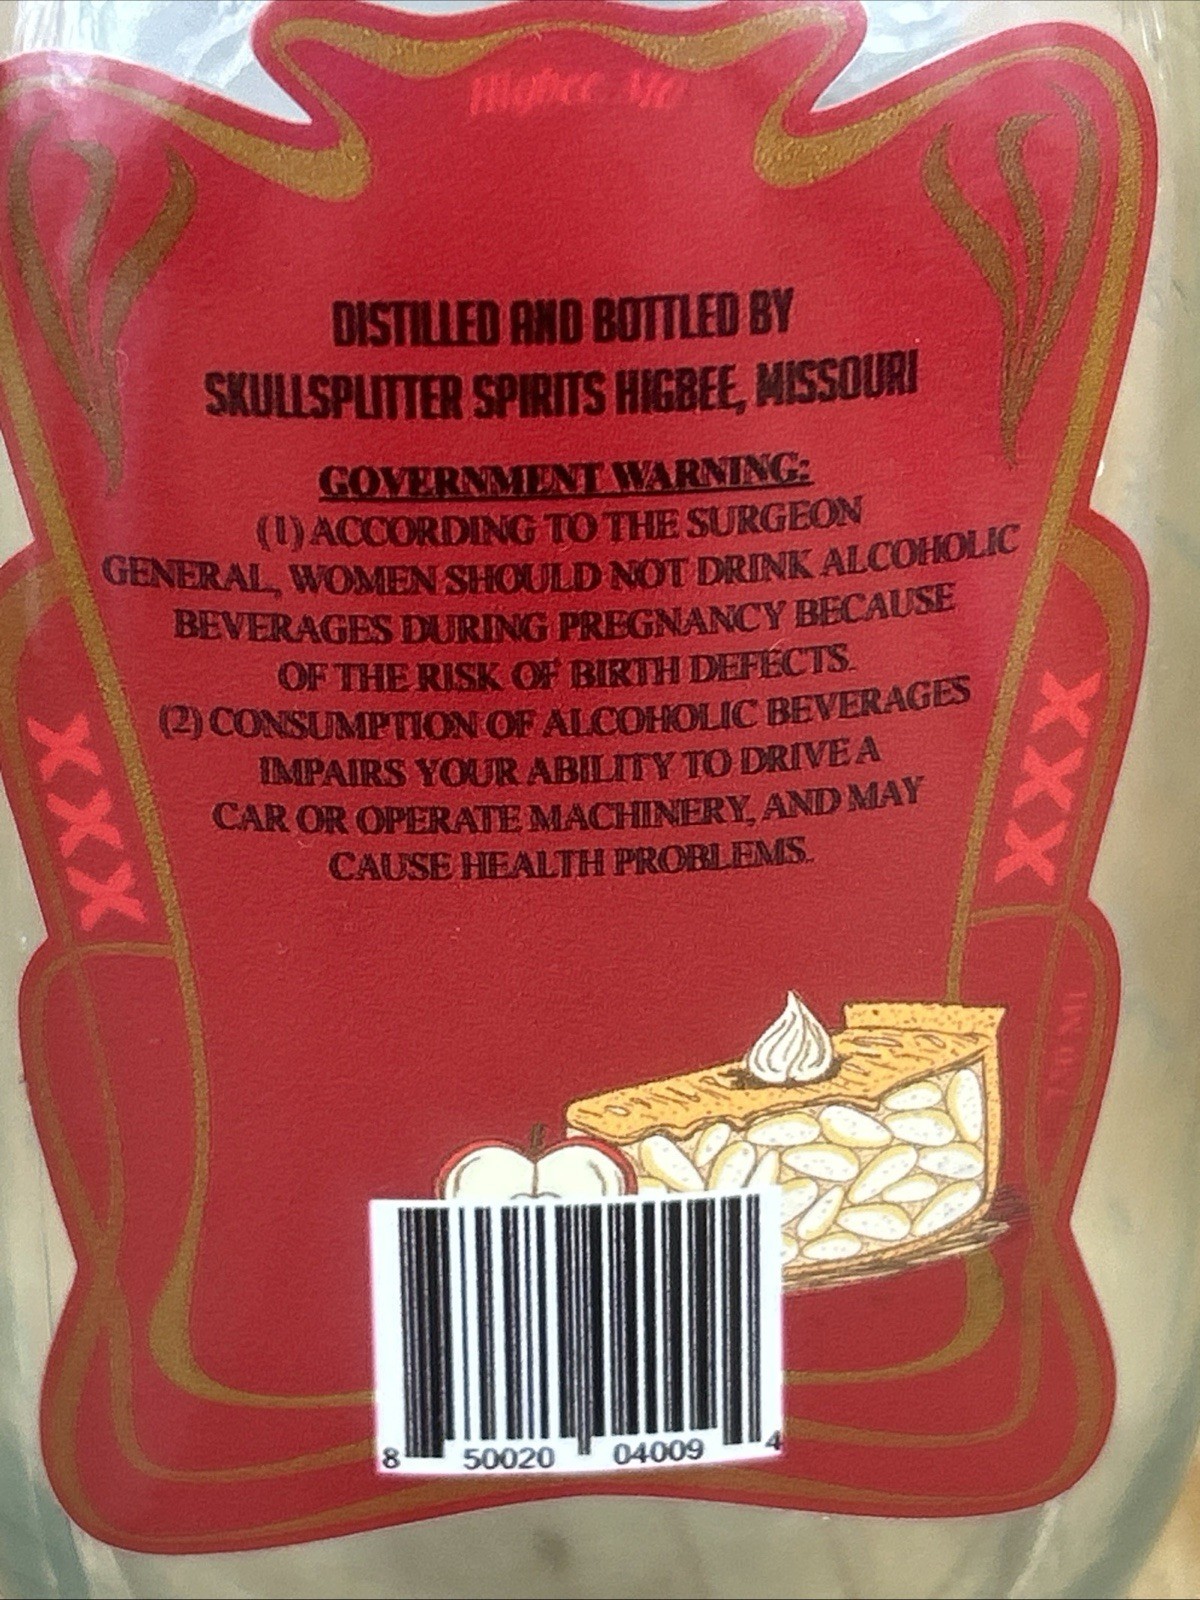 Higbee, Mo
DISTILLED AND BOTTLED BY
SKULLSPLITTER SPIRITS HIGBEE, MISSOURI
GOVERNMENT WARNING:
(1) ACCORDING TO THE SURGEON
GENERAL, WOMEN SHOULD NOT DRINK ALCOHOLIC
BEVERAGES DURING PREGNANCY BECAUSE
OF THE RISK OF BIRTH DEFECTS.
(2) CONSUMPTION OF ALCOHOLIC BEVERAGES
IMPAIRS YOUR ABILITY TO DRIVE A
CAR OR OPERATE MACHINERY, AND MAY
CAUSE HEALTH PROBLEMS.
XXX
XXX
8 50020 04009 4